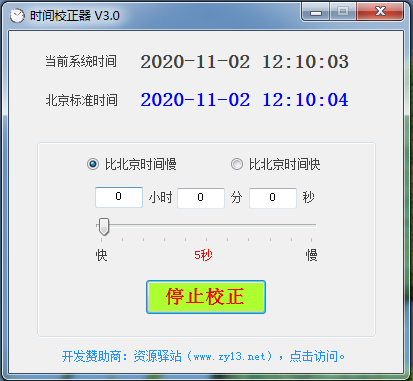 时间校正器 V3.0
当前系统时间 2020-11-02 12:10:03
北京标准时间 2020-11-02 12:10:04
比北京时间慢 比北京时间快
0 小时 0 分 0 秒
快 5秒 慢
停止校正
开发赞助商：资源驿站（www.zy13.net），点击访问。